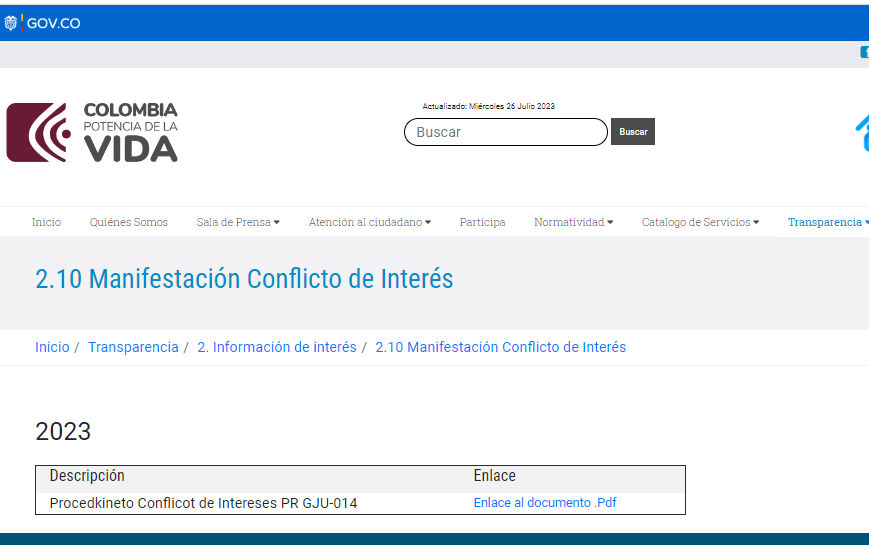 GOV.CO
COLOMBIA
POTENCIA DE LA
VIDA
Actualizado: Miércoles 26 Julio 2023
Buscar
Buscar
Inicio Quiénes Somos Sala de Prensa Atención al ciudadano Participa Normatividad Catalogo de Servicios Transparencia
2.10 Manifestación Conflicto de Interés
Inicio / Transparencia / 2. Información de interés / 2.10 Manifestación Conflicto de Interés
2023
Descripción Enlace
Procedkineto Conflicot de Intereses PR GJU-014 Enlace al documento .Pdf